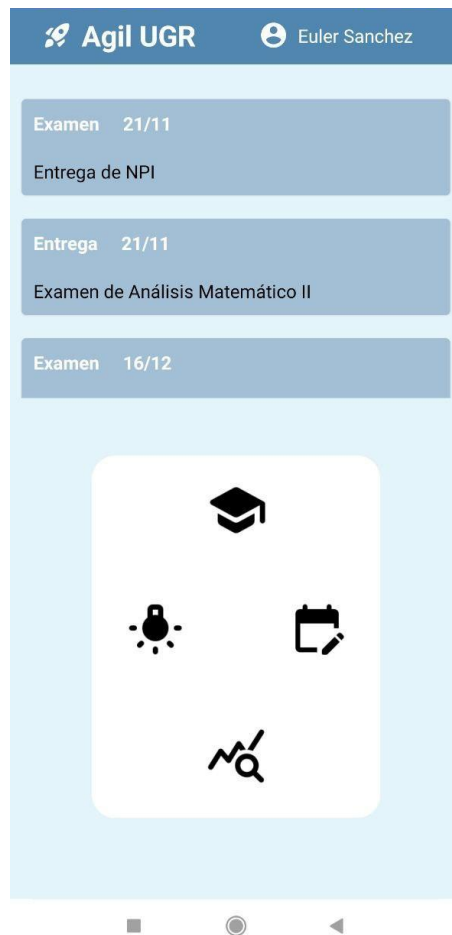 Agil UGR
Euler Sanchez
Examen 21/11
Entrega de NPI
Entrega 21/11
Examen de Análisis Matemático II
Examen 16/12